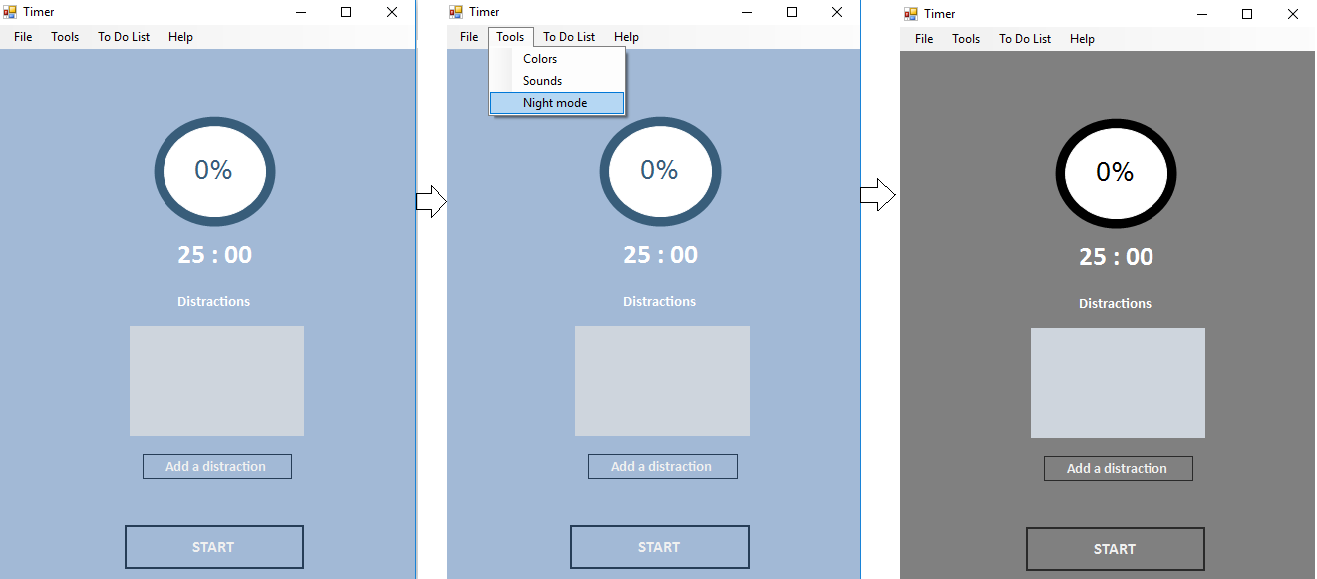 Timer
File Tools To Do List Help
0%
25 : 00
Distractions
Add a distraction
START
Timer
File Tools To Do List Help
Colors
Sounds
Night mode
0%
25 : 00
Distractions
Add a distraction
START
Timer
File Tools To Do List Help
0%
25 : 00
Distractions
Add a distraction
START